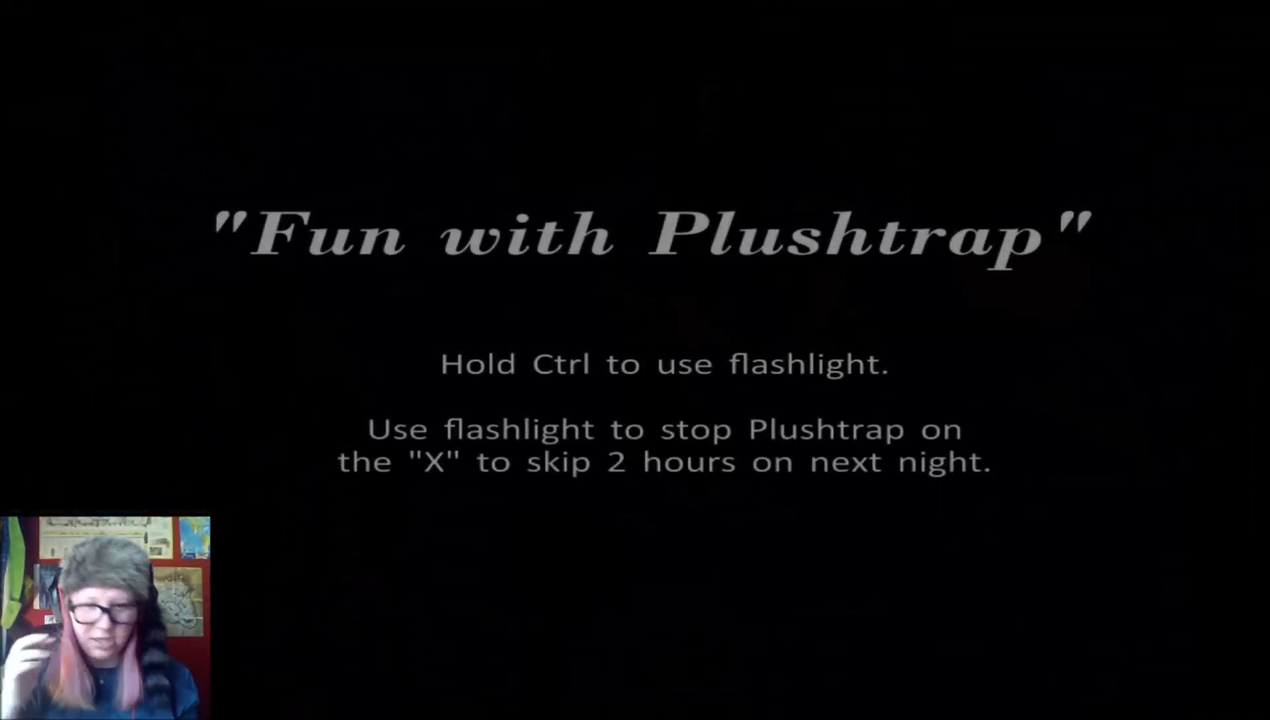 "Fun with Plushtrap"
Hold Ctrl to use flashlight.
Use flashlight to stop Plushtrap on
the "X" to skip 2 hours on next night.